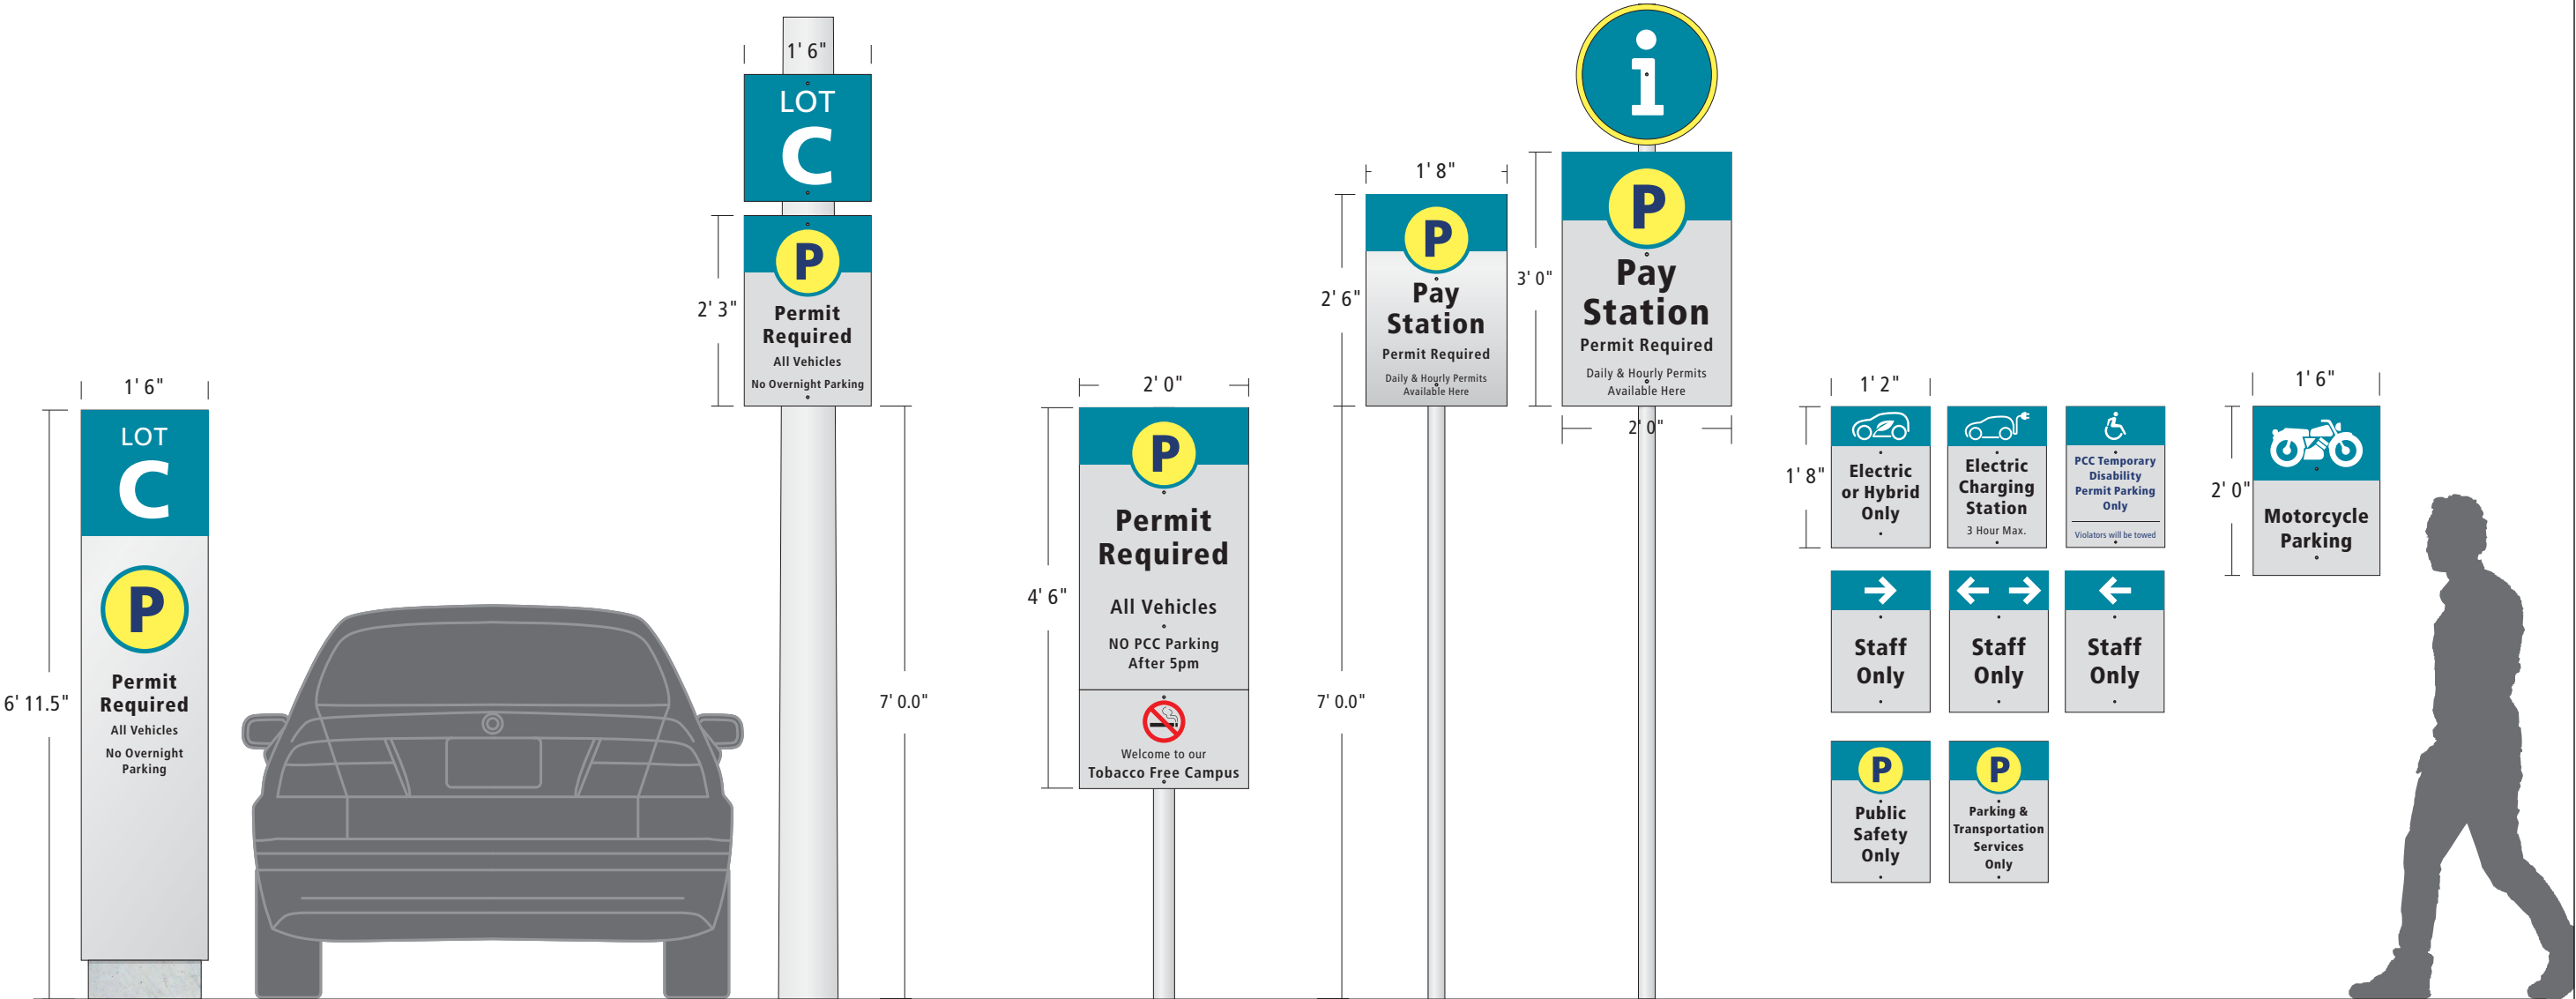 1' 6"
LOT
C
P
Permit
Required
All Vehicles
No Overnight
Parking
6' 11.5"
1' 6"
LOT
C
2' 3"
P
Permit
Required
All Vehicles
No Overnight Parking
7' 0.0"
2' 0"
4' 6"
P
Permit
Required
All Vehicles
NO PCC Parking
After 5pm
Welcome to our
Tobacco Free Campus
1' 8"
2' 6"
P
Pay
Station
Permit Required
Daily & Hourly Permits
Available Here
7' 0.0"
i
3' 0"
P
Pay
Station
Permit Required
Daily & Hourly Permits
Available Here
2' 0"
1' 2"
1' 8"
Electric
or Hybrid
Only
Electric
Charging
Station
3 Hour Max.
PCC Temporary
Disability
Permit Parking
Only
Violators will be towed
Staff
Only
Staff
Only
Staff
Only
P
Public
Safety
Only
P
Parking &
Transportation
Services
Only
1' 6"
2' 0"
Motorcycle
Parking